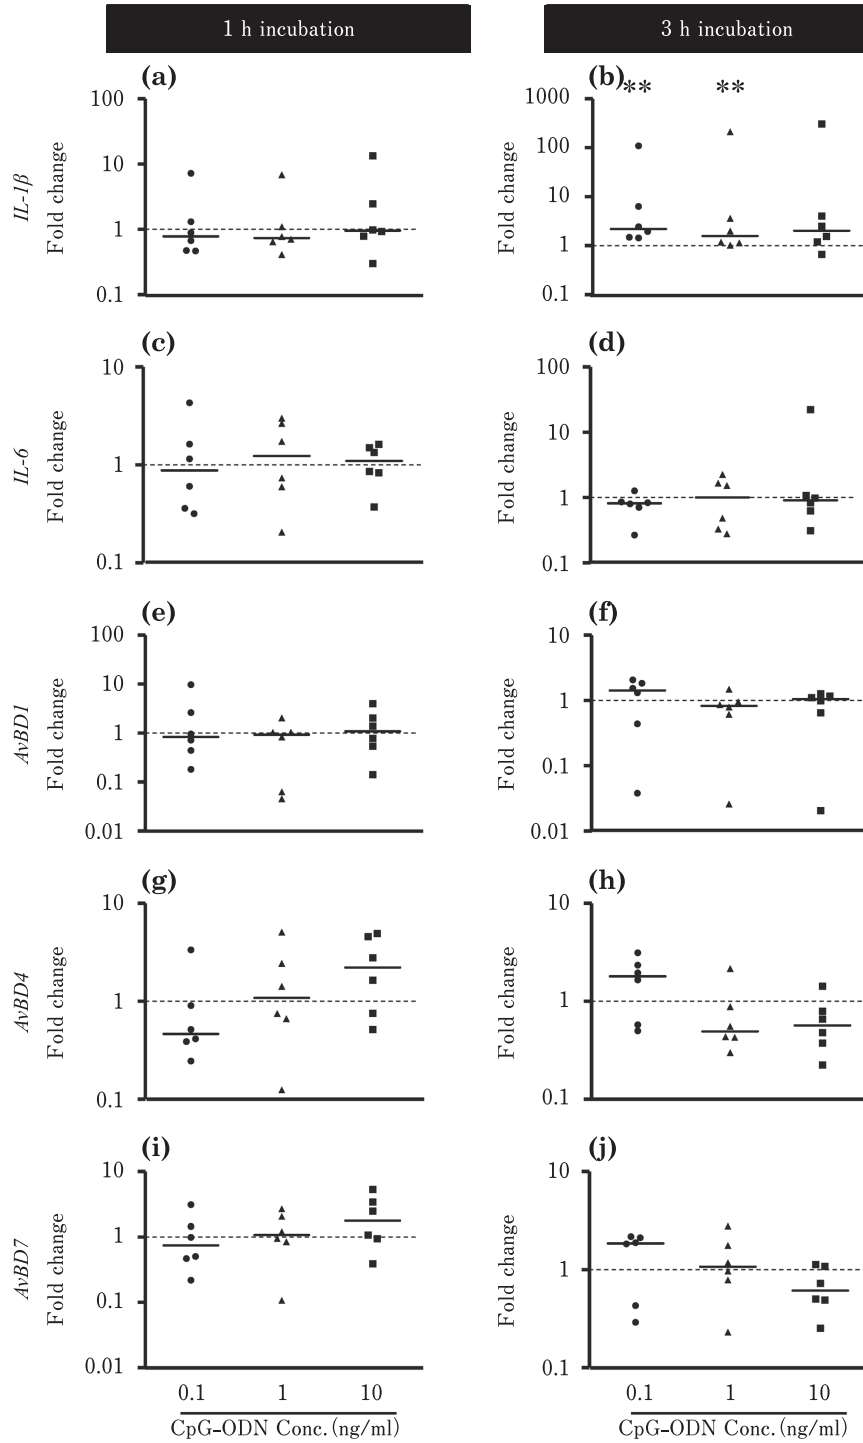 1 h incubation
3 h incubation
(a)
(b)
** **
IL-1β
Fold change
100
10
1
0.1
Fold change
1000
100
10
1
0.1
(c)
(d)
IL-6
Fold change
10
1
0.1
Fold change
100
10
1
0.1
(e)
(f)
AvBD1
Fold change
100
10
1
0.1
0.01
Fold change
10
1
0.1
0.01
(g)
(h)
AvBD4
Fold change
10
1
0.1
Fold change
10
1
0.1
(i)
(j)
AvBD7
Fold change
10
1
0.1
0.01
Fold change
10
1
0.1
0.1 1 10
CpG-ODN Conc. (ng/ml)
0.1 1 10
CpG-ODN Conc. (ng/ml)